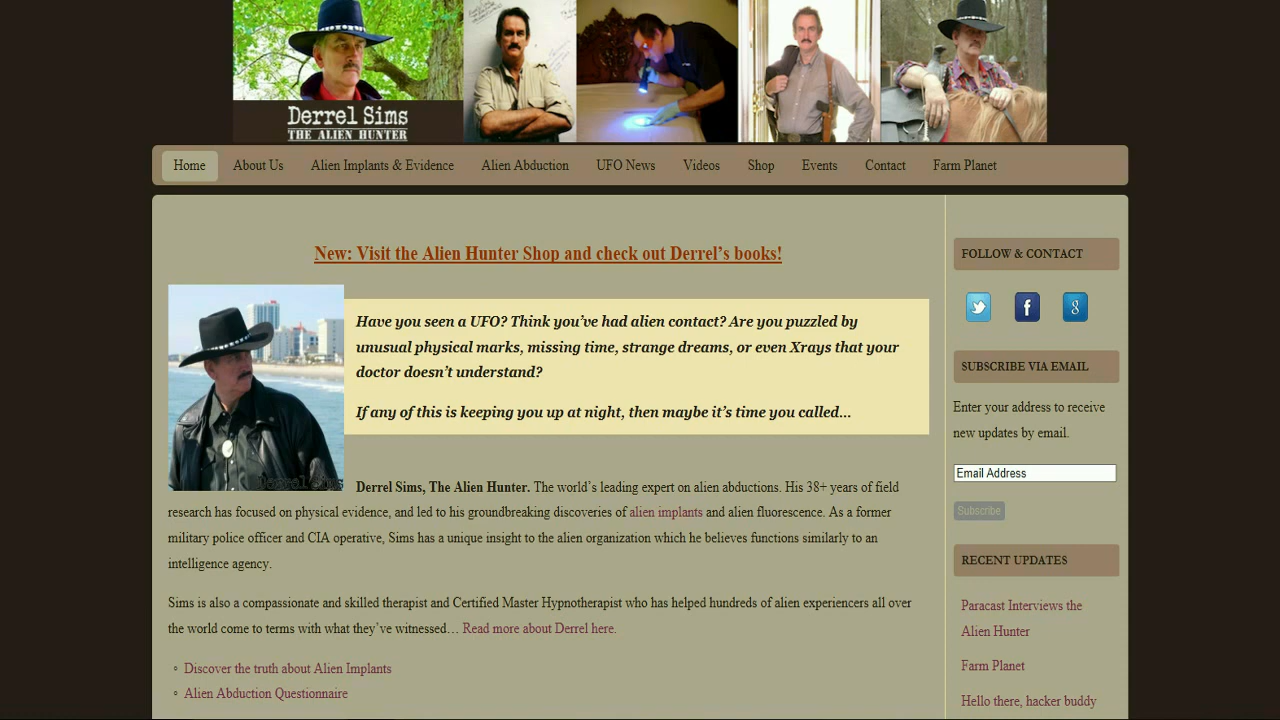 Derrel Sims
THE ALIEN HUNTER
Home
About Us
Alien Implants & Evidence
Alien Abduction
UFO News
Videos
Shop
Events
Contact
Farm Planet
New: Visit the Alien Hunter Shop and check out Derrel’s books!
Have you seen a UFO? Think you’ve had alien contact? Are you puzzled by
unusual physical marks, missing time, strange dreams, or even Xrays that your
doctor doesn’t understand?
If any of this is keeping you up at night, then maybe it’s time you called...
Derrel Sims
Derrel Sims, The Alien Hunter. The world’s leading expert on alien abductions. His 38+ years of field
research has focused on physical evidence, and led to his groundbreaking discoveries of alien implants and alien fluorescence. As a former
military police officer and CIA operative, Sims has a unique insight to the alien organization which he believes functions similarly to an
intelligence agency.
Sims is also a compassionate and skilled therapist and Certified Master Hypnotherapist who has helped hundreds of alien experiencers all over
the world come to terms with what they’ve witnessed… Read more about Derrel here.
Discover the truth about Alien Implants
Alien Abduction Questionnaire
FOLLOW & CONTACT
SUBSCRIBE VIA EMAIL
Enter your address to receive
new updates by email.
Email Address
Subscribe
RECENT UPDATES
Paracast Interviews the
Alien Hunter
Farm Planet
Hello there, hacker buddy